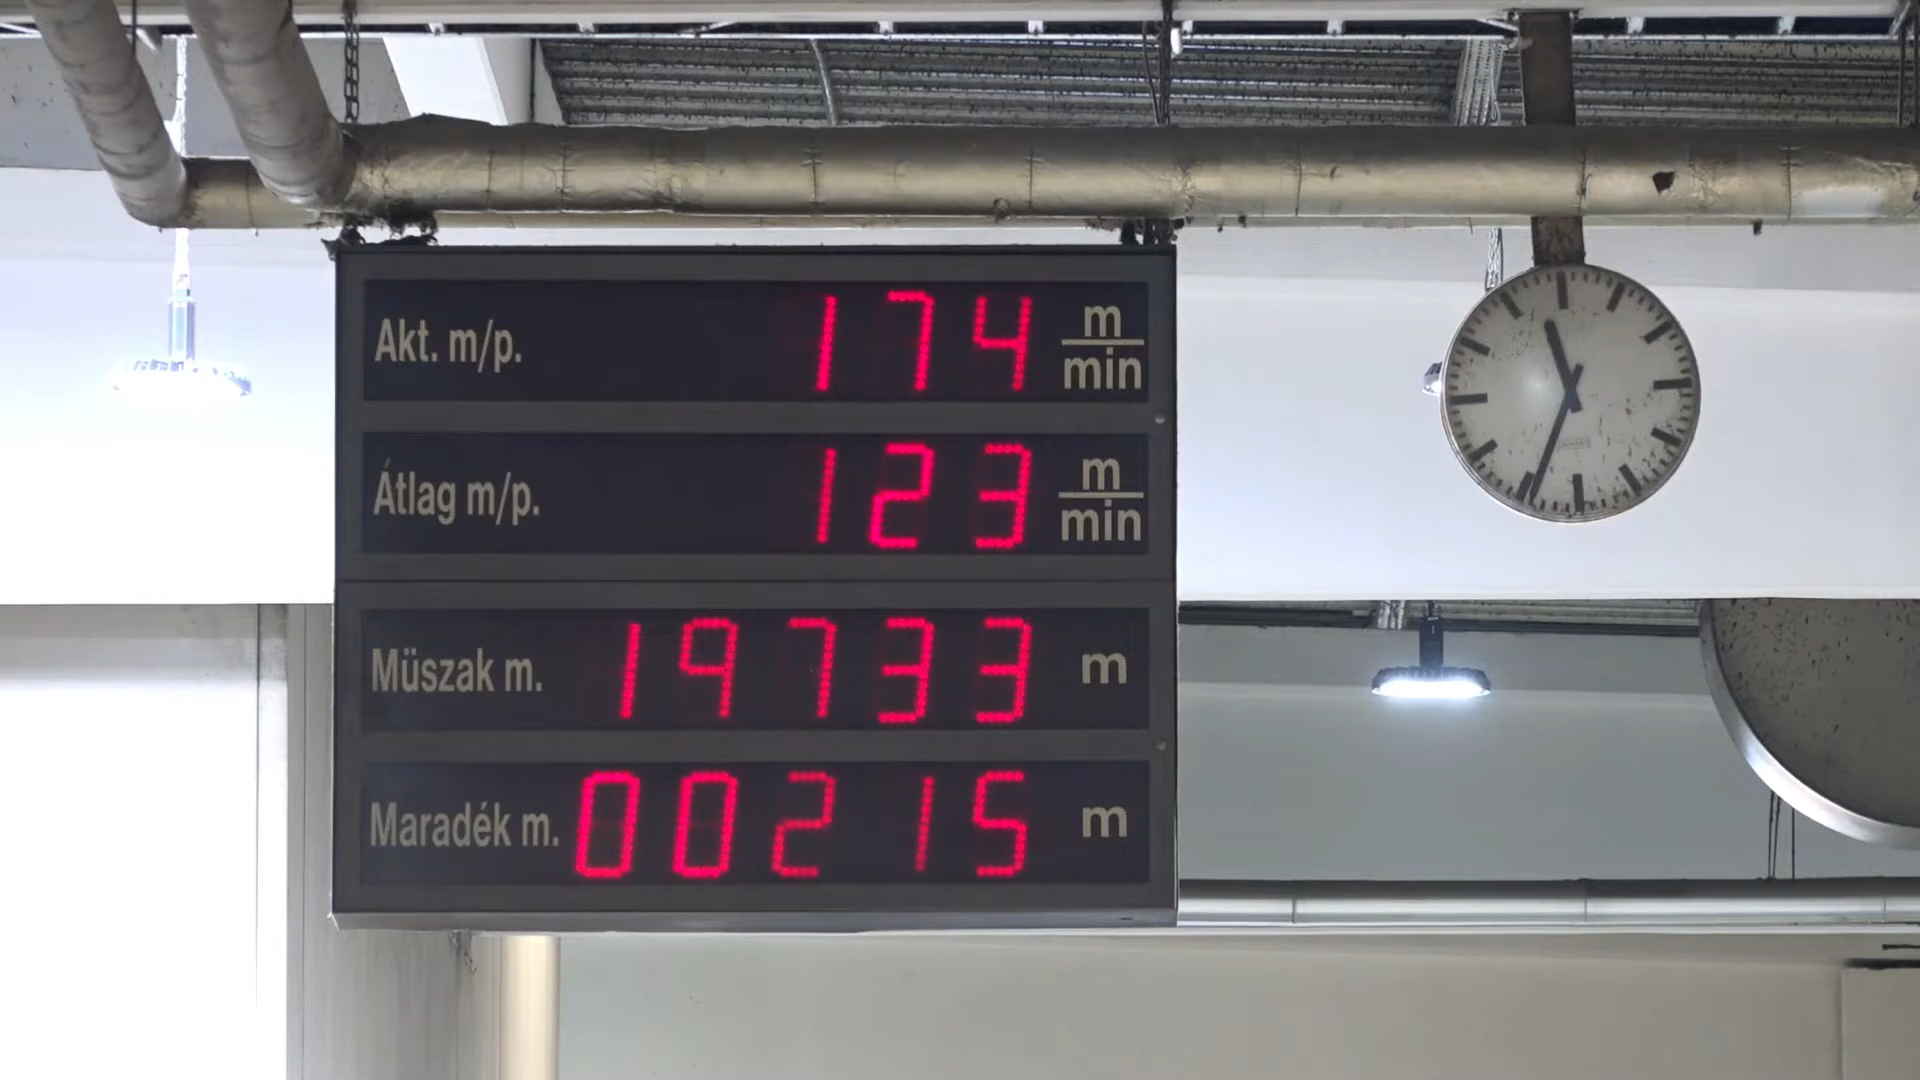 Akt. m/p. 174 m/min
Átlag m/p. 123 m/min
Müszak m. 19733 m
Maradék m. 00215 m